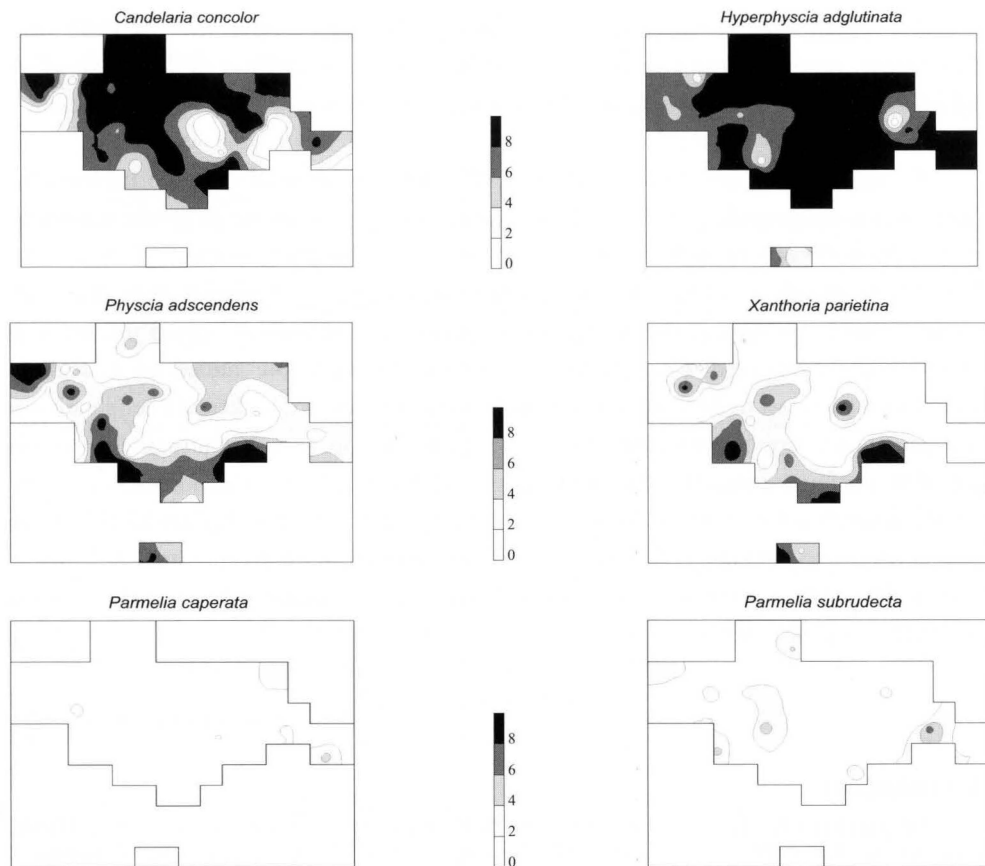 Candelaria concolor
Hyperphyscia adglutinata
8
6
4
2
0
Physcia adscendens
Xanthoria parietina
8
6
4
2
0
Parmelia caperata
Parmelia subrudecta
8
6
4
2
0